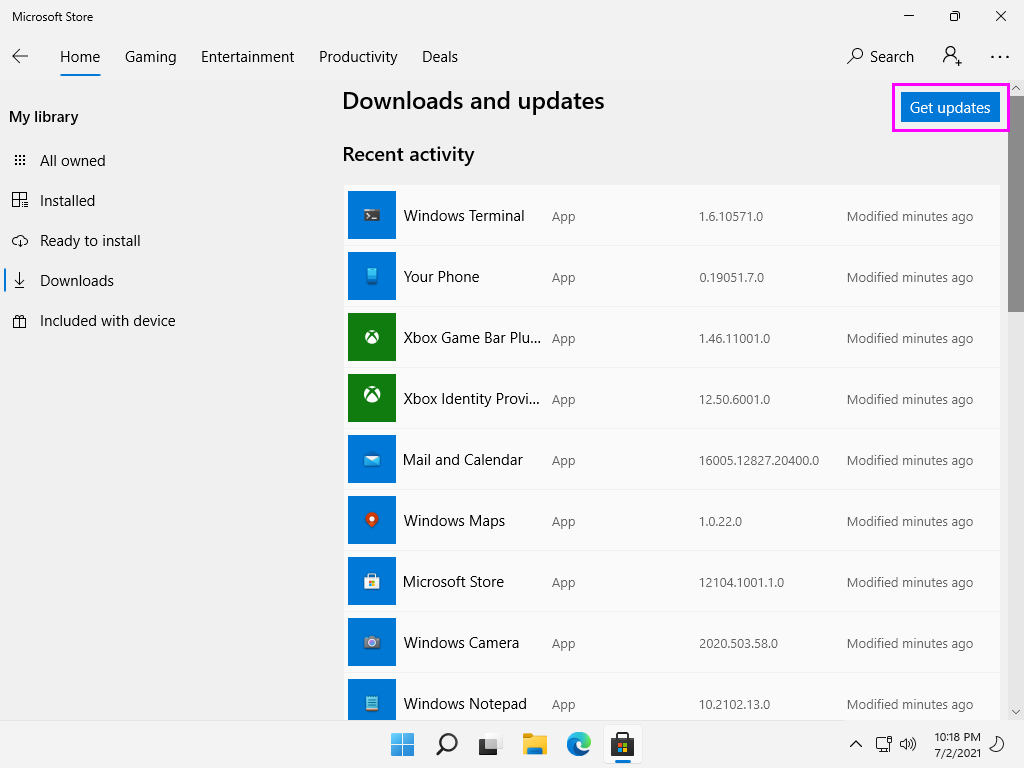 Microsoft Store
Home Gaming Entertainment Productivity Deals Search
My library
All owned
Installed
Ready to install
Downloads
Included with device
Downloads and updates
Get updates
Recent activity
Windows Terminal App 1.6.10571.0 Modified minutes ago
Your Phone App 0.19051.7.0 Modified minutes ago
Xbox Game Bar Plu... App 1.46.11001.0 Modified minutes ago
Xbox Identity Provi... App 12.50.6001.0 Modified minutes ago
Mail and Calendar App 16005.12827.20400.0 Modified minutes ago
Windows Maps App 1.0.22.0 Modified minutes ago
Microsoft Store App 12104.1001.1.0 Modified minutes ago
Windows Camera App 2020.503.58.0 Modified minutes ago
Windows Notepad App 10.2102.13.0 Modified minutes ago
10:18 PM
7/2/2021